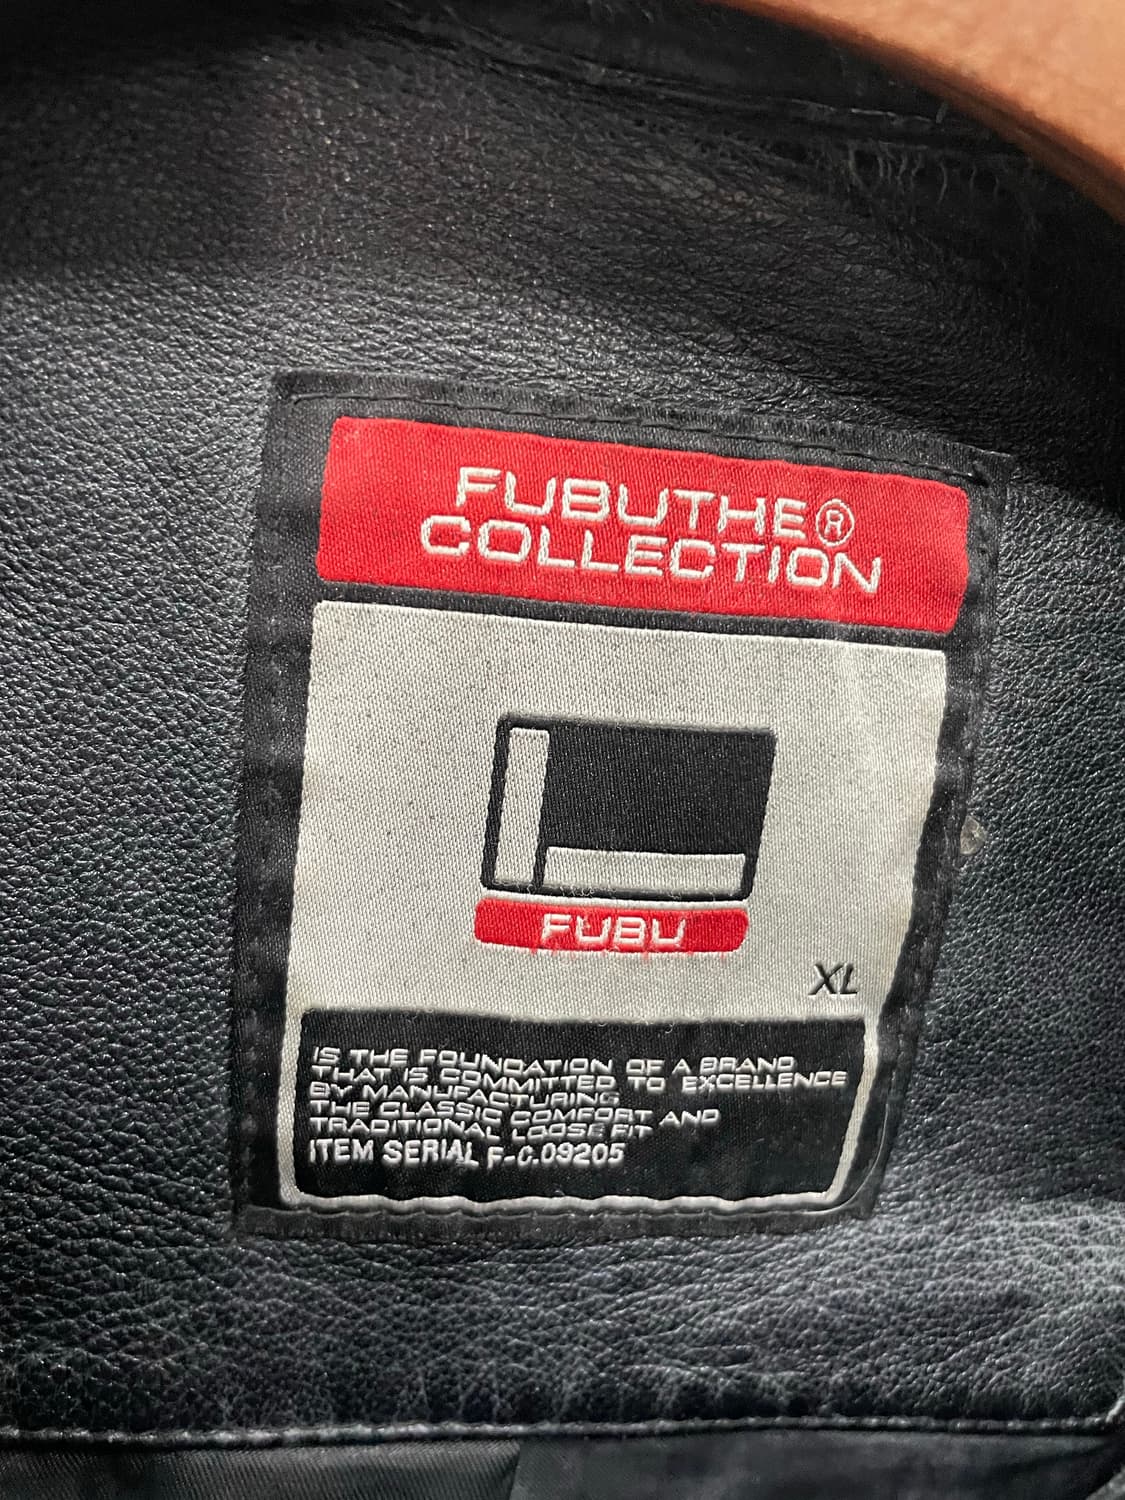 FUBUTHE®
COLLECTION
FUBU
XL
IS THE FOUNDATION OF A BRAND
THAT IS COMMITTED TO EXCELLENCE
BY MANUFACTURING
THE CLASSIC COMFORT AND
TRADITIONAL LOOSE FIT
ITEM SERIAL F-C.09205